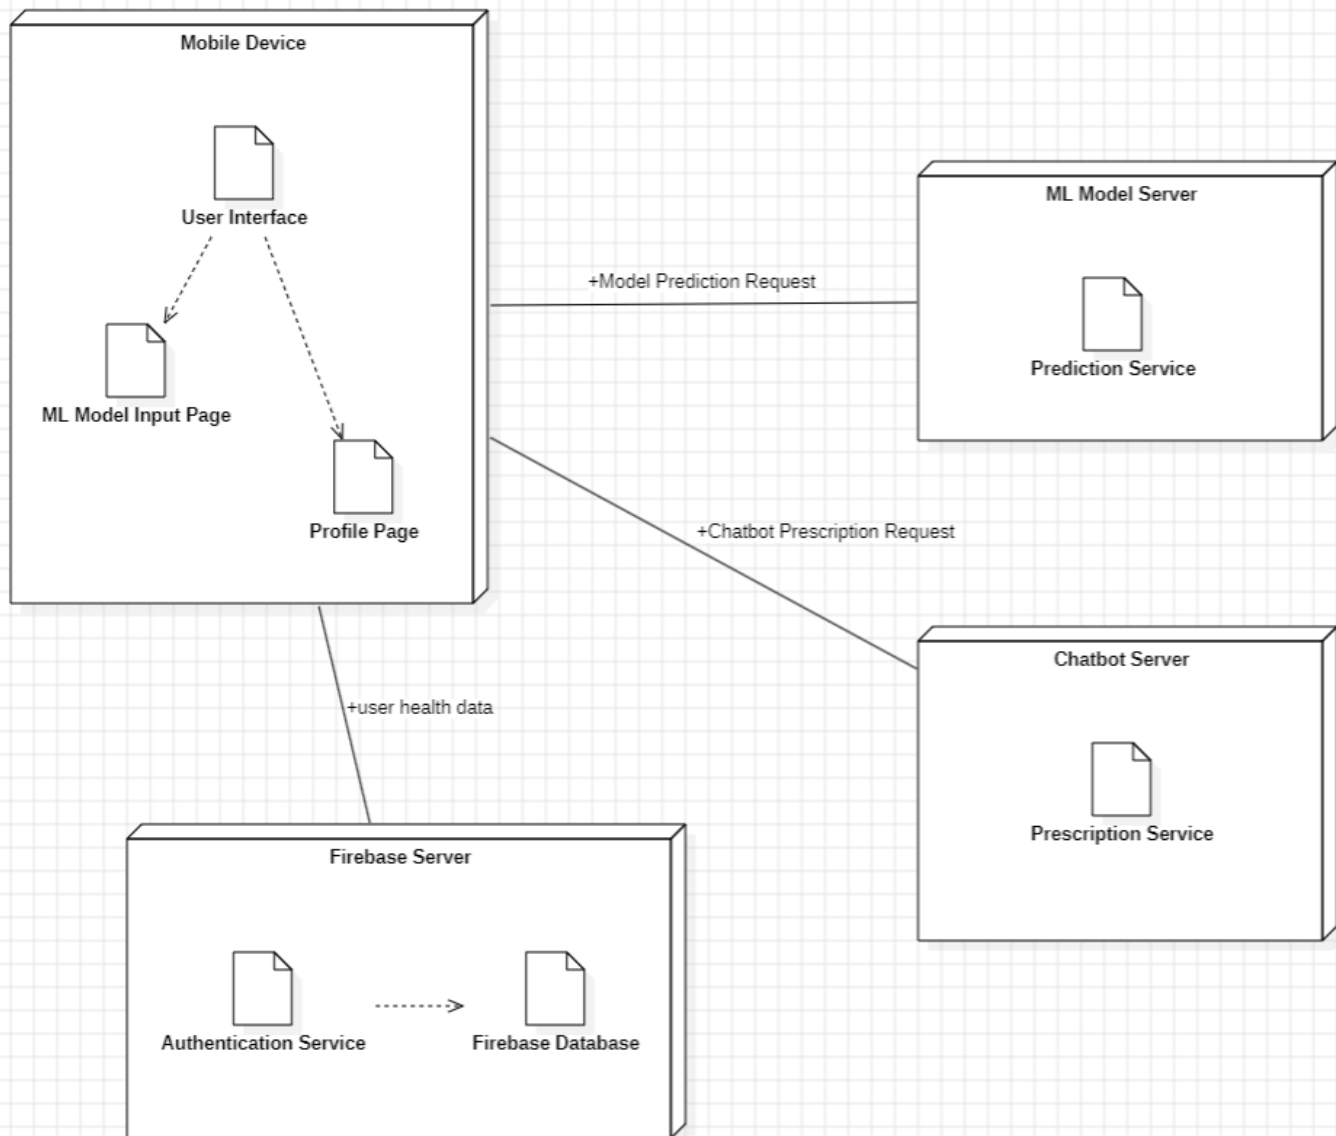 Mobile Device
User Interface
ML Model Input Page
Profile Page
+Model Prediction Request
ML Model Server
Prediction Service
+Chatbot Prescription Request
Chatbot Server
Prescription Service
+user health data
Firebase Server
Authentication Service
Firebase Database